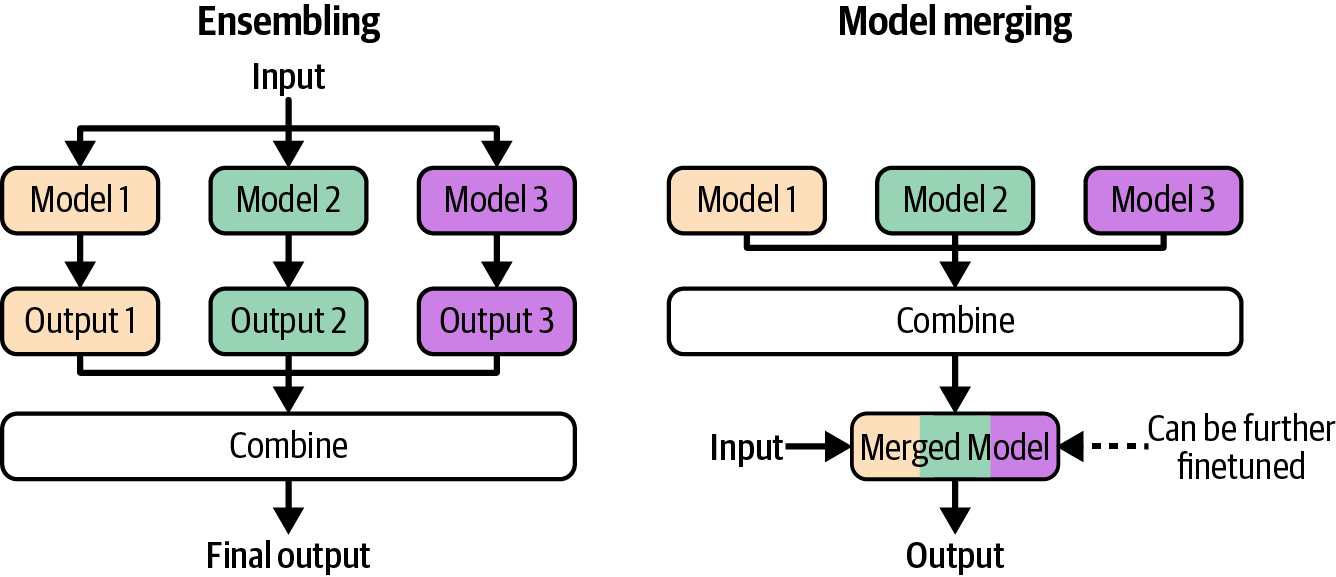 Ensembling
Input
Model 1
Model 2
Model 3
Output 1
Output 2
Output 3
Combine
Final output
Model merging
Model 1
Model 2
Model 3
Combine
Input
Merged Model
Can be further
finetuned
Output